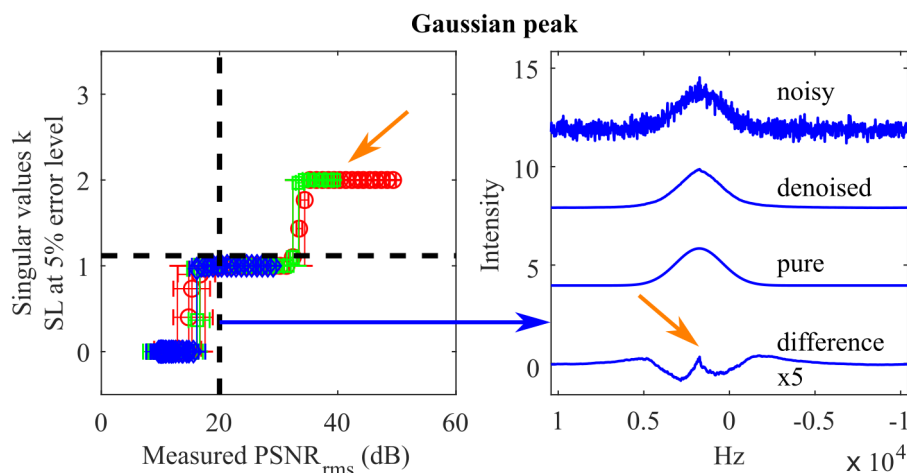 Gaussian peak
Singular values k
SL at 5% error level
3
2
1
0
0
20
40
60
Measured PSNR_rms (dB)
Intensity
15
10
5
0
noisy
denoised
pure
difference
x5
1
0.5
0
-0.5
-1
Hz
x 10^4